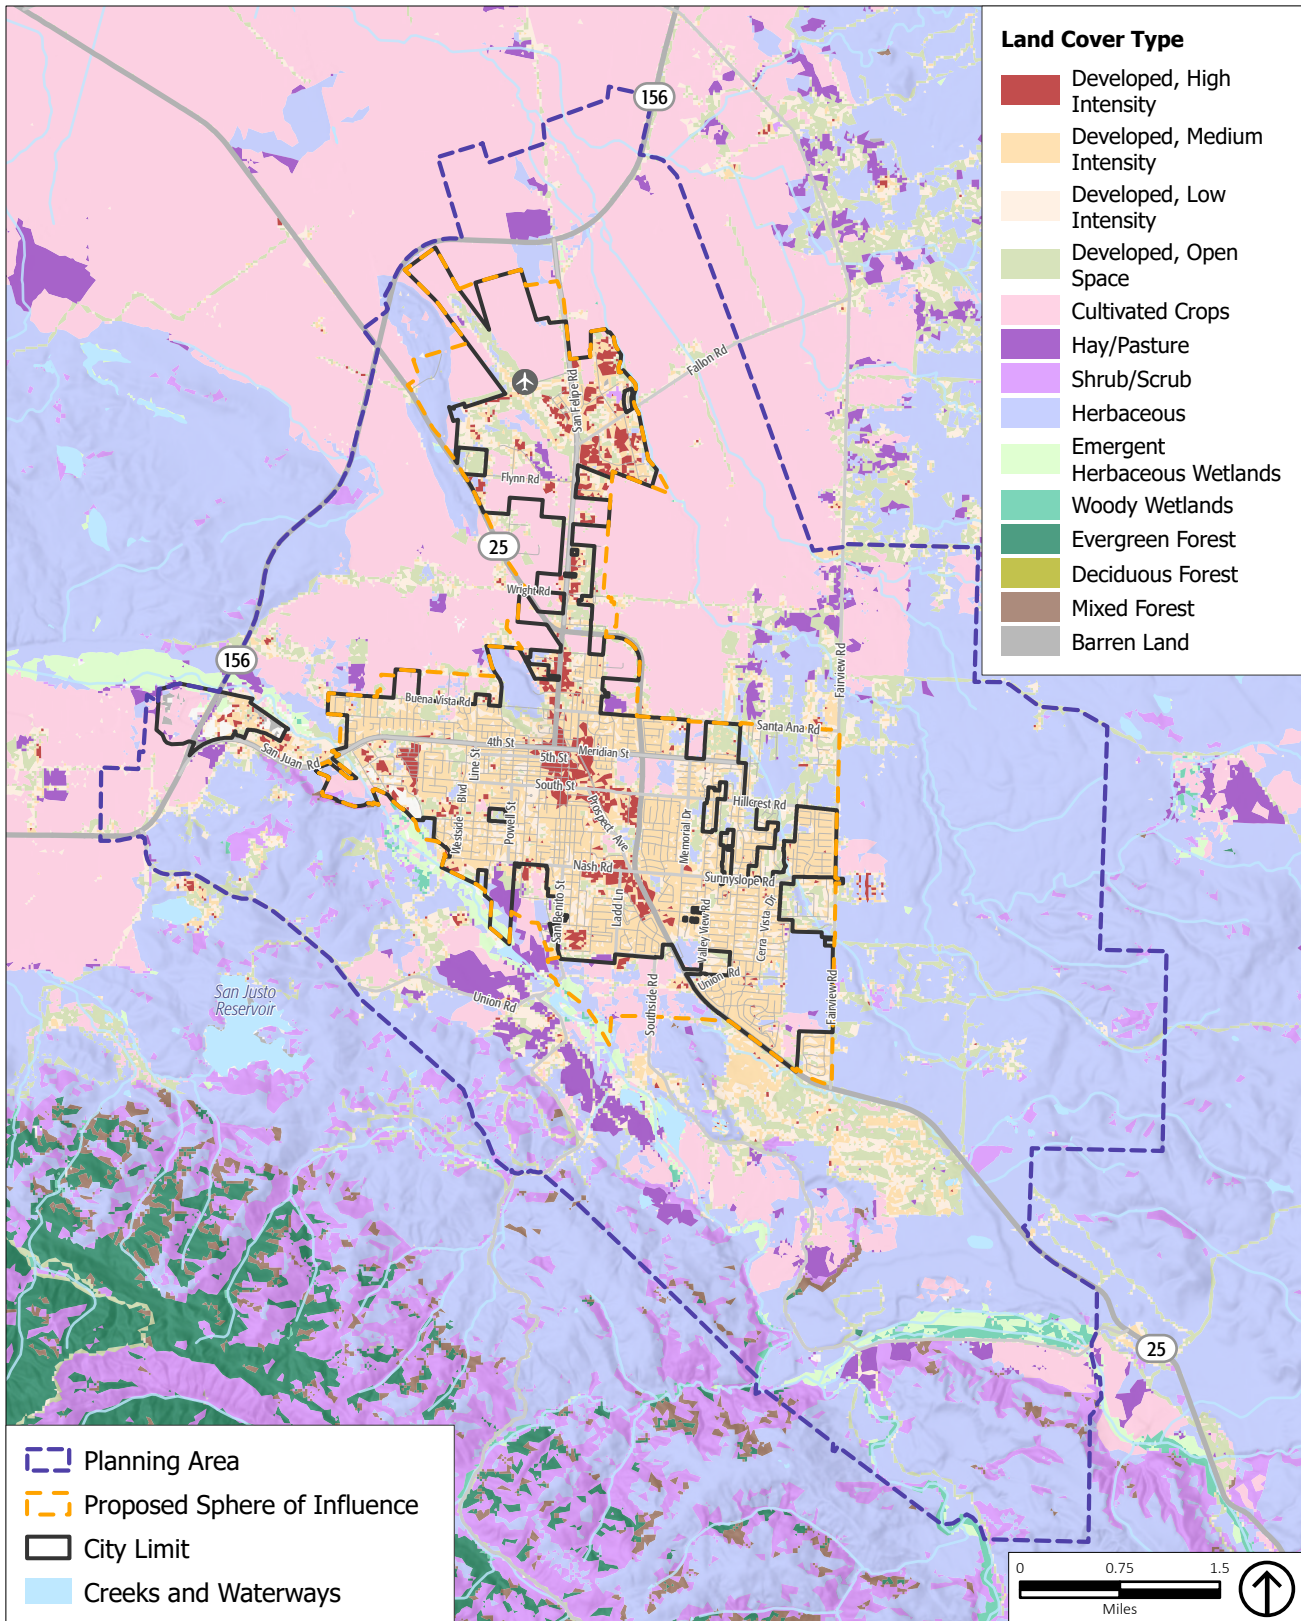 Land Cover Type
Developed, High
Intensity
Developed, Medium
Intensity
Developed, Low
Intensity
Developed, Open
Space
Cultivated Crops
Hay/Pasture
Shrub/Scrub
Herbaceous
Emergent
Herbaceous Wetlands
Woody Wetlands
Evergreen Forest
Deciduous Forest
Mixed Forest
Barren Land
156
Fallon Rd
San Felipe Rd
Flynn Rd
25
Wright Rd
156
Fairview Rd
Buena Vista Rd
Santa Ana Rd
4th St
Meridian St
5th St
San Juan Rd
Line St
South St
Hillcrest Rd
Westside Blvd
Powell St
Prospect Ave
Memorial Dr
Nash Rd
Sunnyslope Rd
San Benito St
Ladd Ln
Valley View Rd
Cerra Vista Dr
Union Rd
Fairview Rd
San Justo
Reservoir
Union Rd
Southside Rd
25
Planning Area
Proposed Sphere of Influence
City Limit
Creeks and Waterways
0 0.75 1.5
Miles